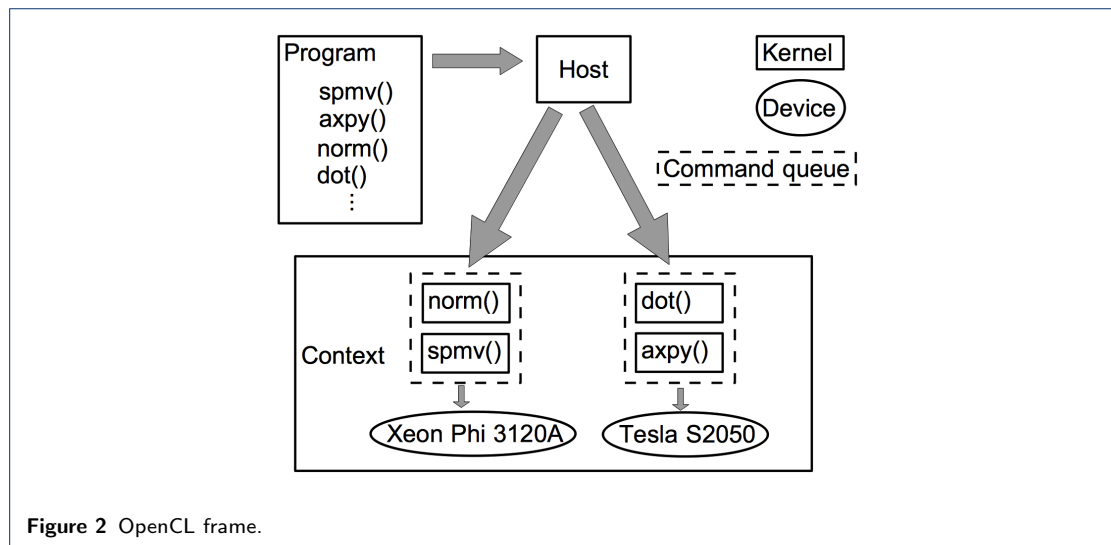 Program
spmv()
axpy()
norm()
dot()
⋮
Host
Kernel
Device
Command queue
Context
norm()
spmv()
Xeon Phi 3120A
dot()
axpy()
Tesla S2050
Figure 2 OpenCL frame.